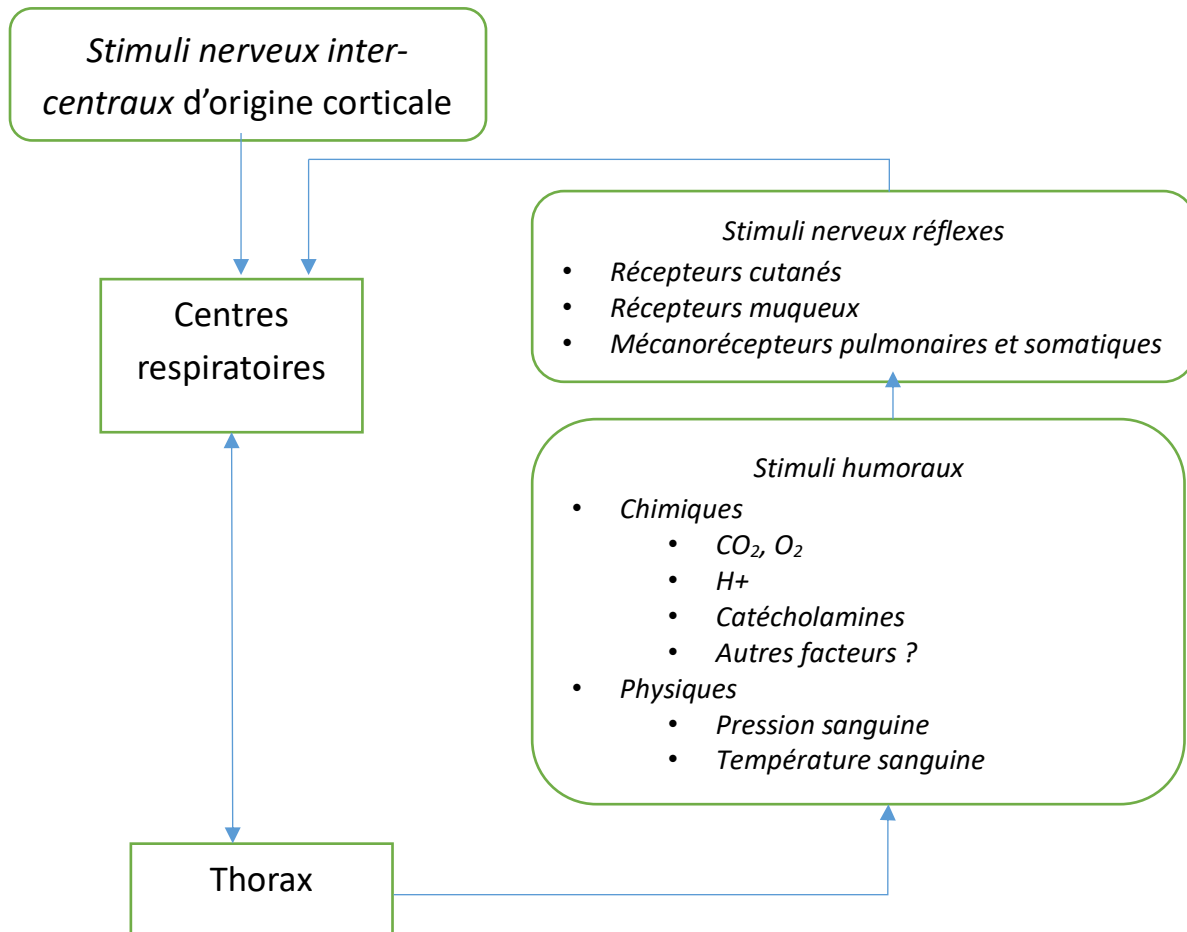 Stimuli nerveux inter-
centraux d'origine corticale
Stimuli nerveux réflexes
• Récepteurs cutanés
• Récepteurs muqueux
• Mécanorécepteurs pulmonaires et somatiques
Centres
respiratoires
Stimuli humoraux
• Chimiques
• CO₂, O₂
• H+
• Catécholamines
• Autres facteurs ?
• Physiques
• Pression sanguine
• Température sanguine
Thorax